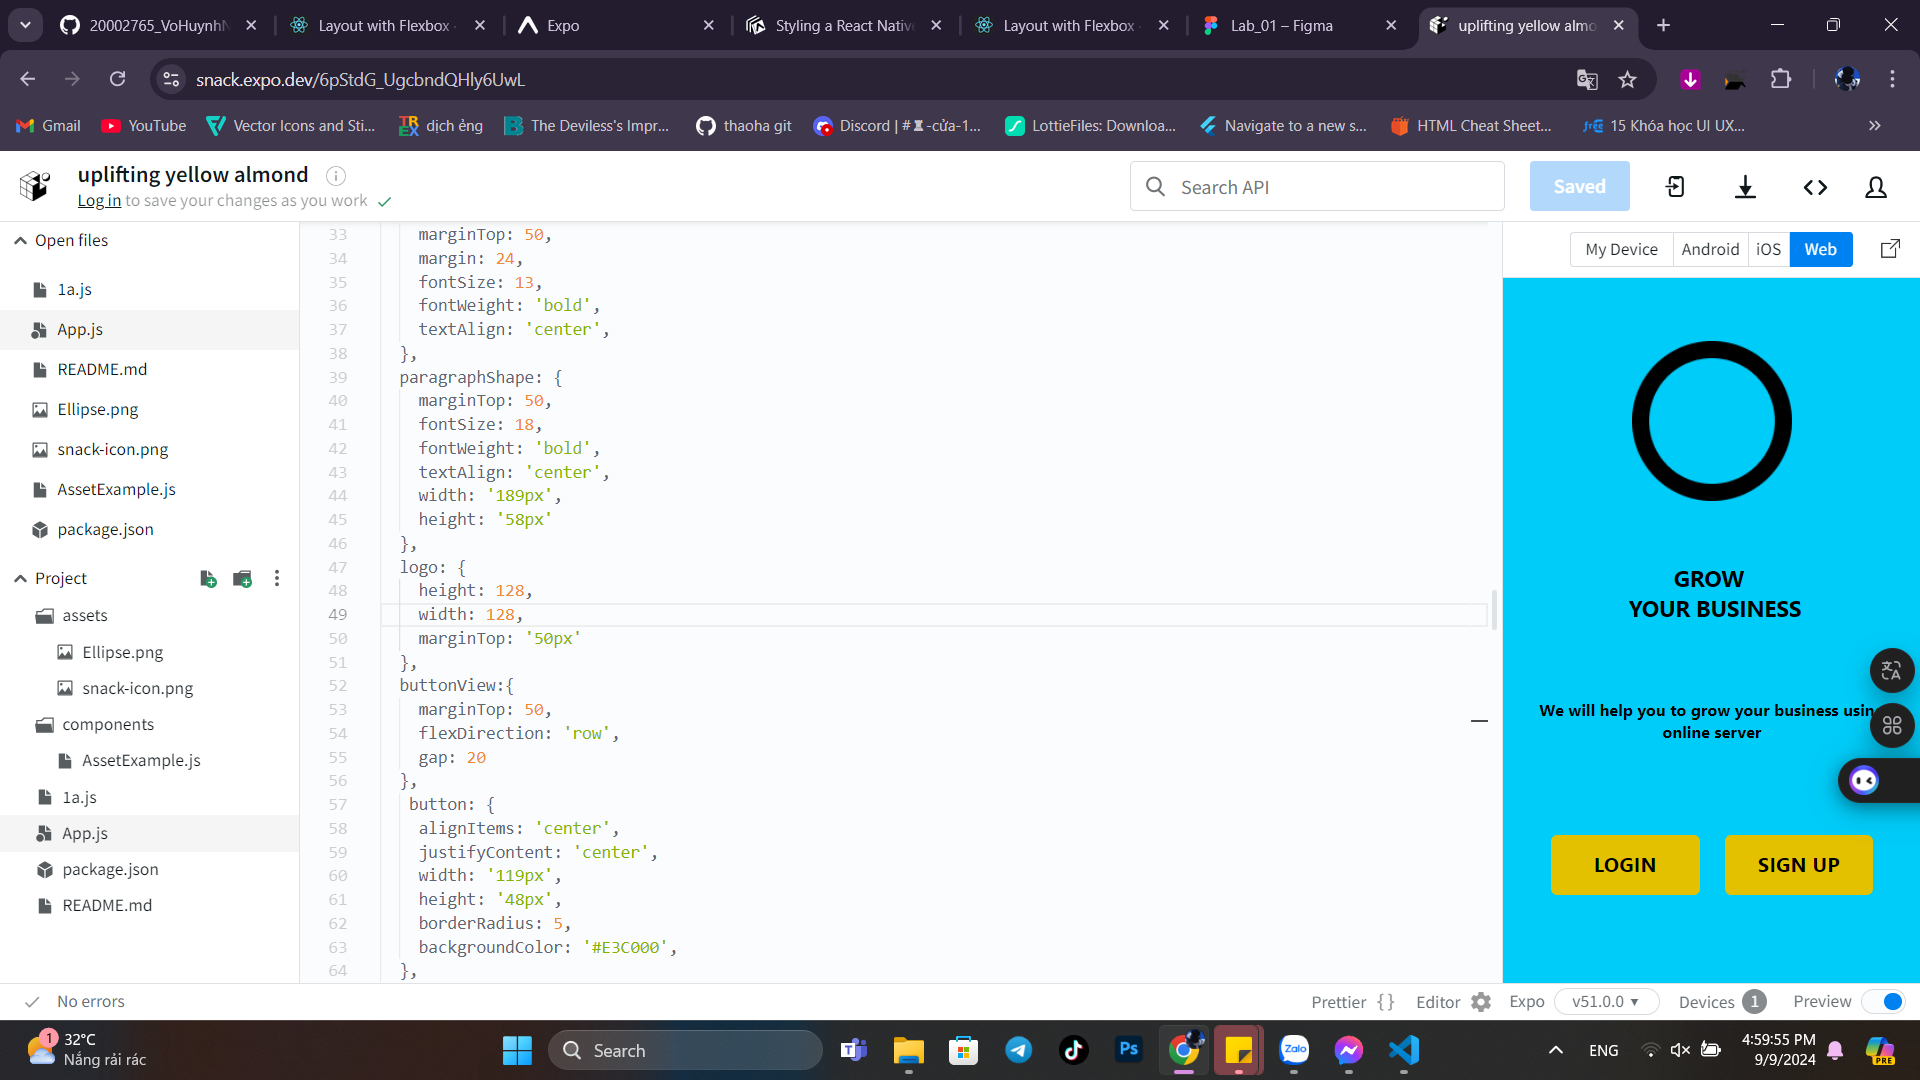 20002765_VoHuynhN
Layout with Flexbox
Expo
Styling a React Native
Layout with Flexbox
Lab_01 – Figma
uplifting yellow almo
snack.expo.dev/6pStdG_UgcbndQHly6UwL
Gmail
YouTube
Vector Icons and Sti...
dịch ẻng
The Deviless's Impr...
thaoha git
Discord | #♜-cửa-1...
LottieFiles: Downloa...
Navigate to a new s...
HTML Cheat Sheet...
15 Khóa học UI UX...
uplifting yellow almond
Log in to save your changes as you work
Search API
Saved
Open files
1a.js
App.js
README.md
Ellipse.png
snack-icon.png
AssetExample.js
package.json
Project
assets
Ellipse.png
snack-icon.png
components
AssetExample.js
1a.js
App.js
package.json
README.md
33 marginTop: 50,
34 margin: 24,
35 fontSize: 13,
36 fontWeight: 'bold',
37 textAlign: 'center',
38 },
39 paragraphShape: {
40 marginTop: 50,
41 fontSize: 18,
42 fontWeight: 'bold',
43 textAlign: 'center',
44 width: '189px',
45 height: '58px'
46 },
47 logo: {
48 height: 128,
49 width: 128,
50 marginTop: '50px'
51 },
52 buttonView:{
53 marginTop: 50,
54 flexDirection: 'row',
55 gap: 20
56 },
57 button: {
58 alignItems: 'center',
59 justifyContent: 'center',
60 width: '119px',
61 height: '48px',
62 borderRadius: 5,
63 backgroundColor: '#E3C000',
64 },
My Device
Android
iOS
Web
GROW
YOUR BUSINESS
We will help you to grow your business usin
online server
LOGIN
SIGN UP
No errors
Prettier { }
Editor
Expo
v51.0.0
Devices 1
Preview
1
32°C
Nắng rải rác
Search
Ps
Zalo
ENG
4:59:55 PM
9/9/2024
PRE